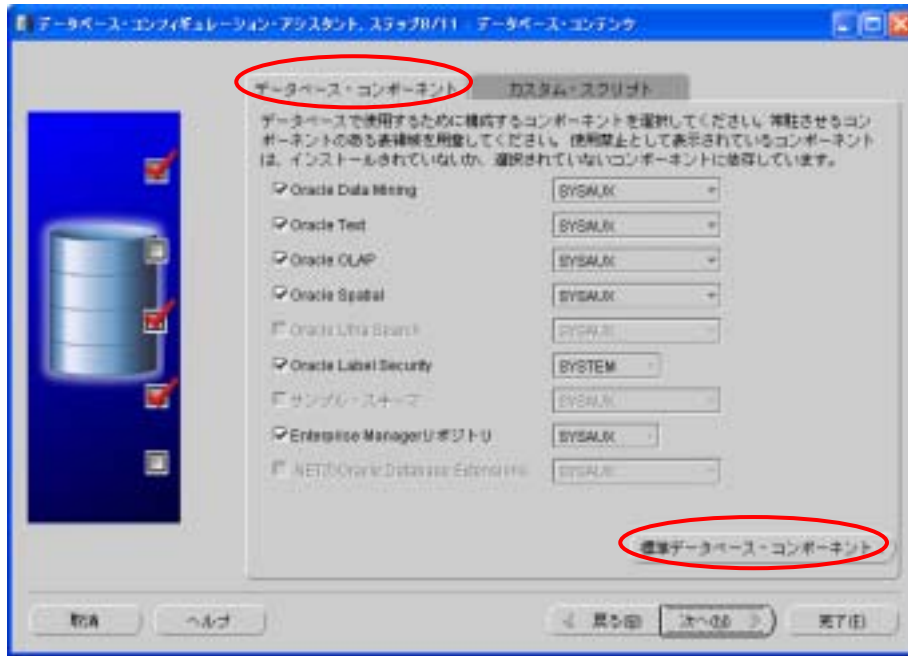 データベース・コンフィギュレーション・アシスタント, ステップ8/11 : データベース・コンテンツ
データベース・コンポーネント
カスタム・スクリプト
データベースで使用するために構成するコンポーネントを選択してください。常駐させるコン
ポーネントのある表領域を用意してください。使用禁止として表示されているコンポーネント
は、インストールされていないか、選択されていないコンポーネントに依存しています。
Oracle Data Mining SYSAUX
Oracle Text SYSAUX
Oracle OLAP SYSAUX
Oracle Spatial SYSAUX
Oracle Ultra Search SYSAUX
Oracle Label Security SYSTEM
サンプル・スキーマ SYSAUX
Enterprise Managerリポジトリ SYSAUX
.NETのOracle Database Extensions SYSAUX
標準データベース・コンポーネント
取消 ヘルプ 戻る(B) 次へ(N) 完了(F)